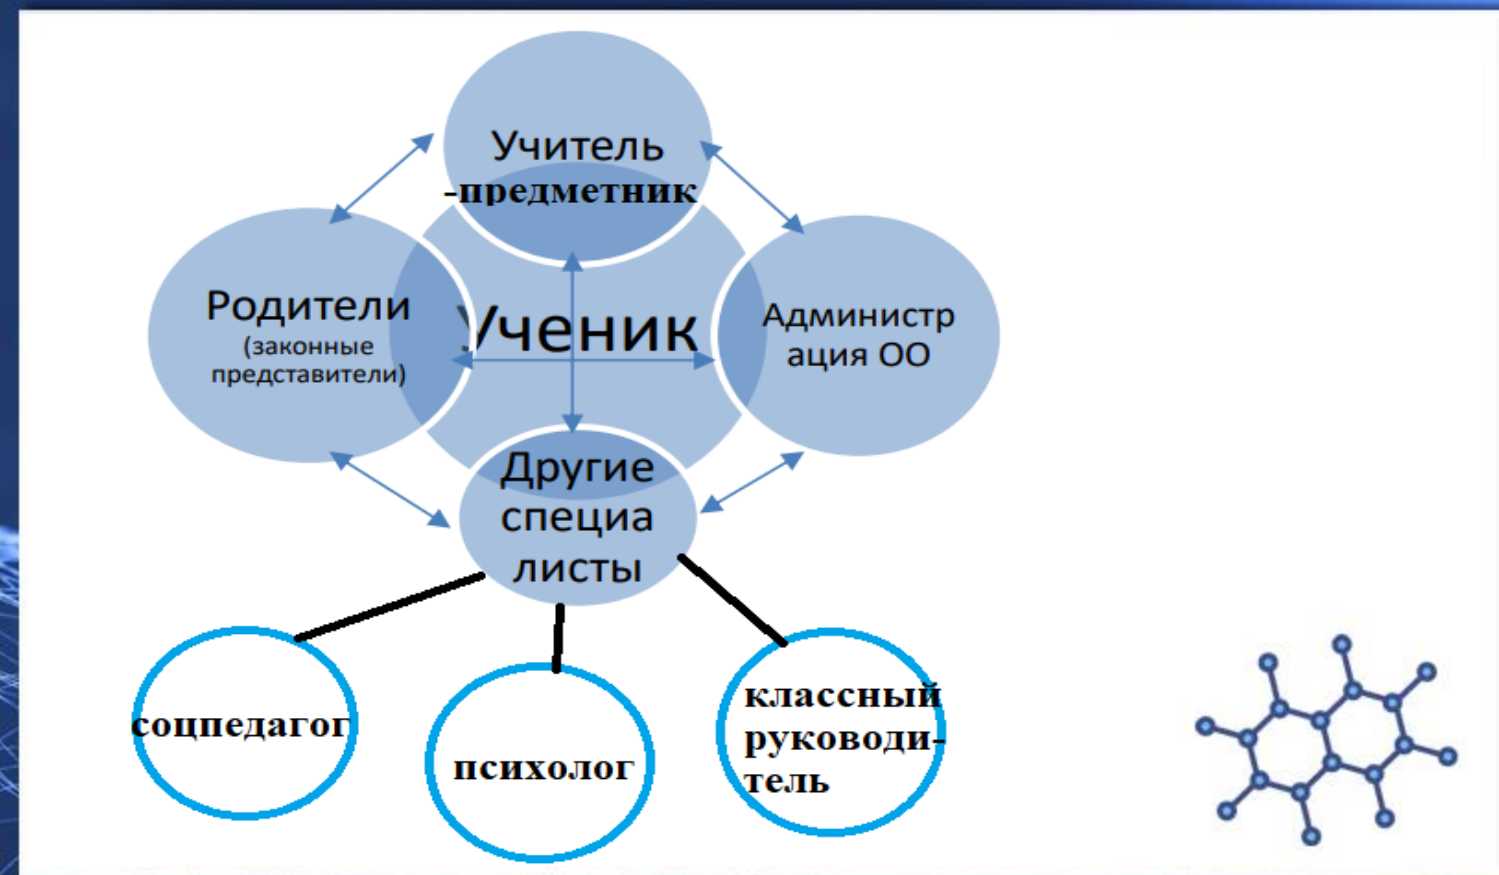 Учитель
-предметник
Родители
(законные
представители)
Ученик
Администр
ация ОО
Другие
специа
листы
соцпедагог
психолог
классный
руководи-
тель